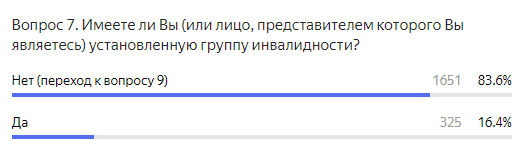 Вопрос 7. Имеете ли Вы (или лицо, представителем которого Вы
являетесь) установленную группу инвалидности?
Нет (переход к вопросу 9) 1651 83.6%
Да 325 16.4%